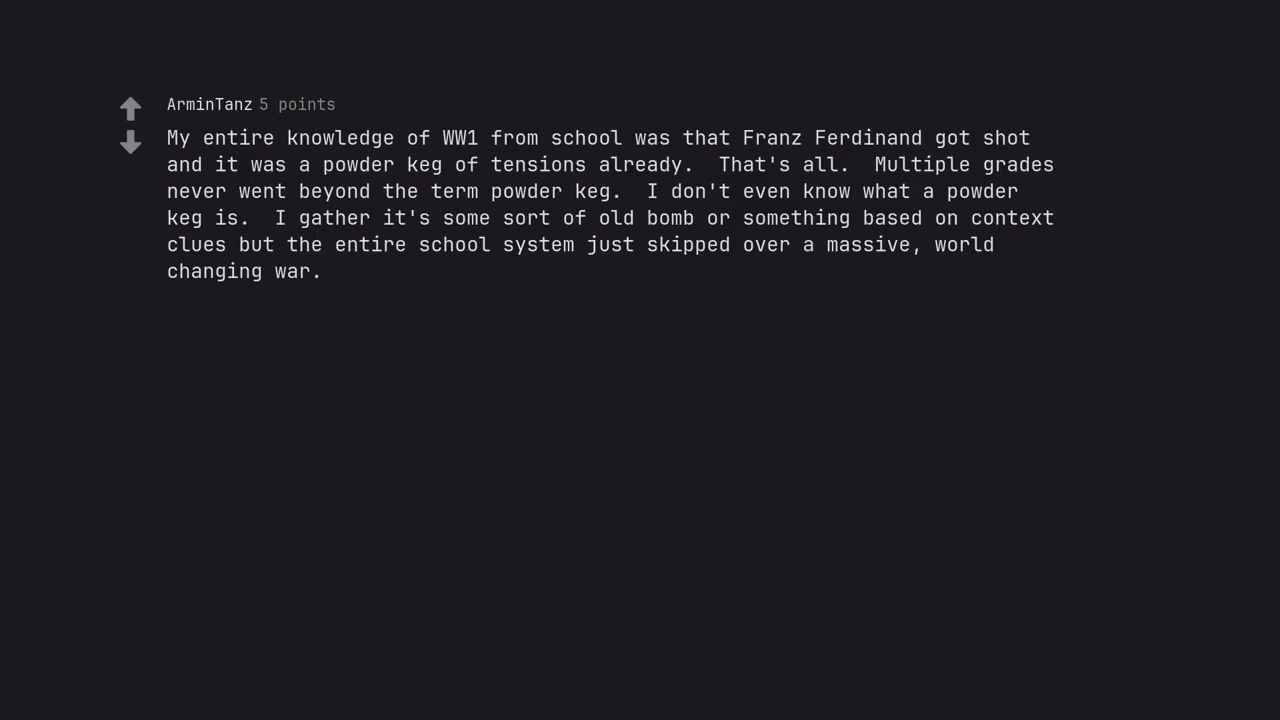 ArminTanz 5 points
My entire knowledge of WW1 from school was that Franz Ferdinand got shot
and it was a powder keg of tensions already.  That's all.  Multiple grades
never went beyond the term powder keg.  I don't even know what a powder
keg is.  I gather it's some sort of old bomb or something based on context
clues but the entire school system just skipped over a massive, world
changing war.